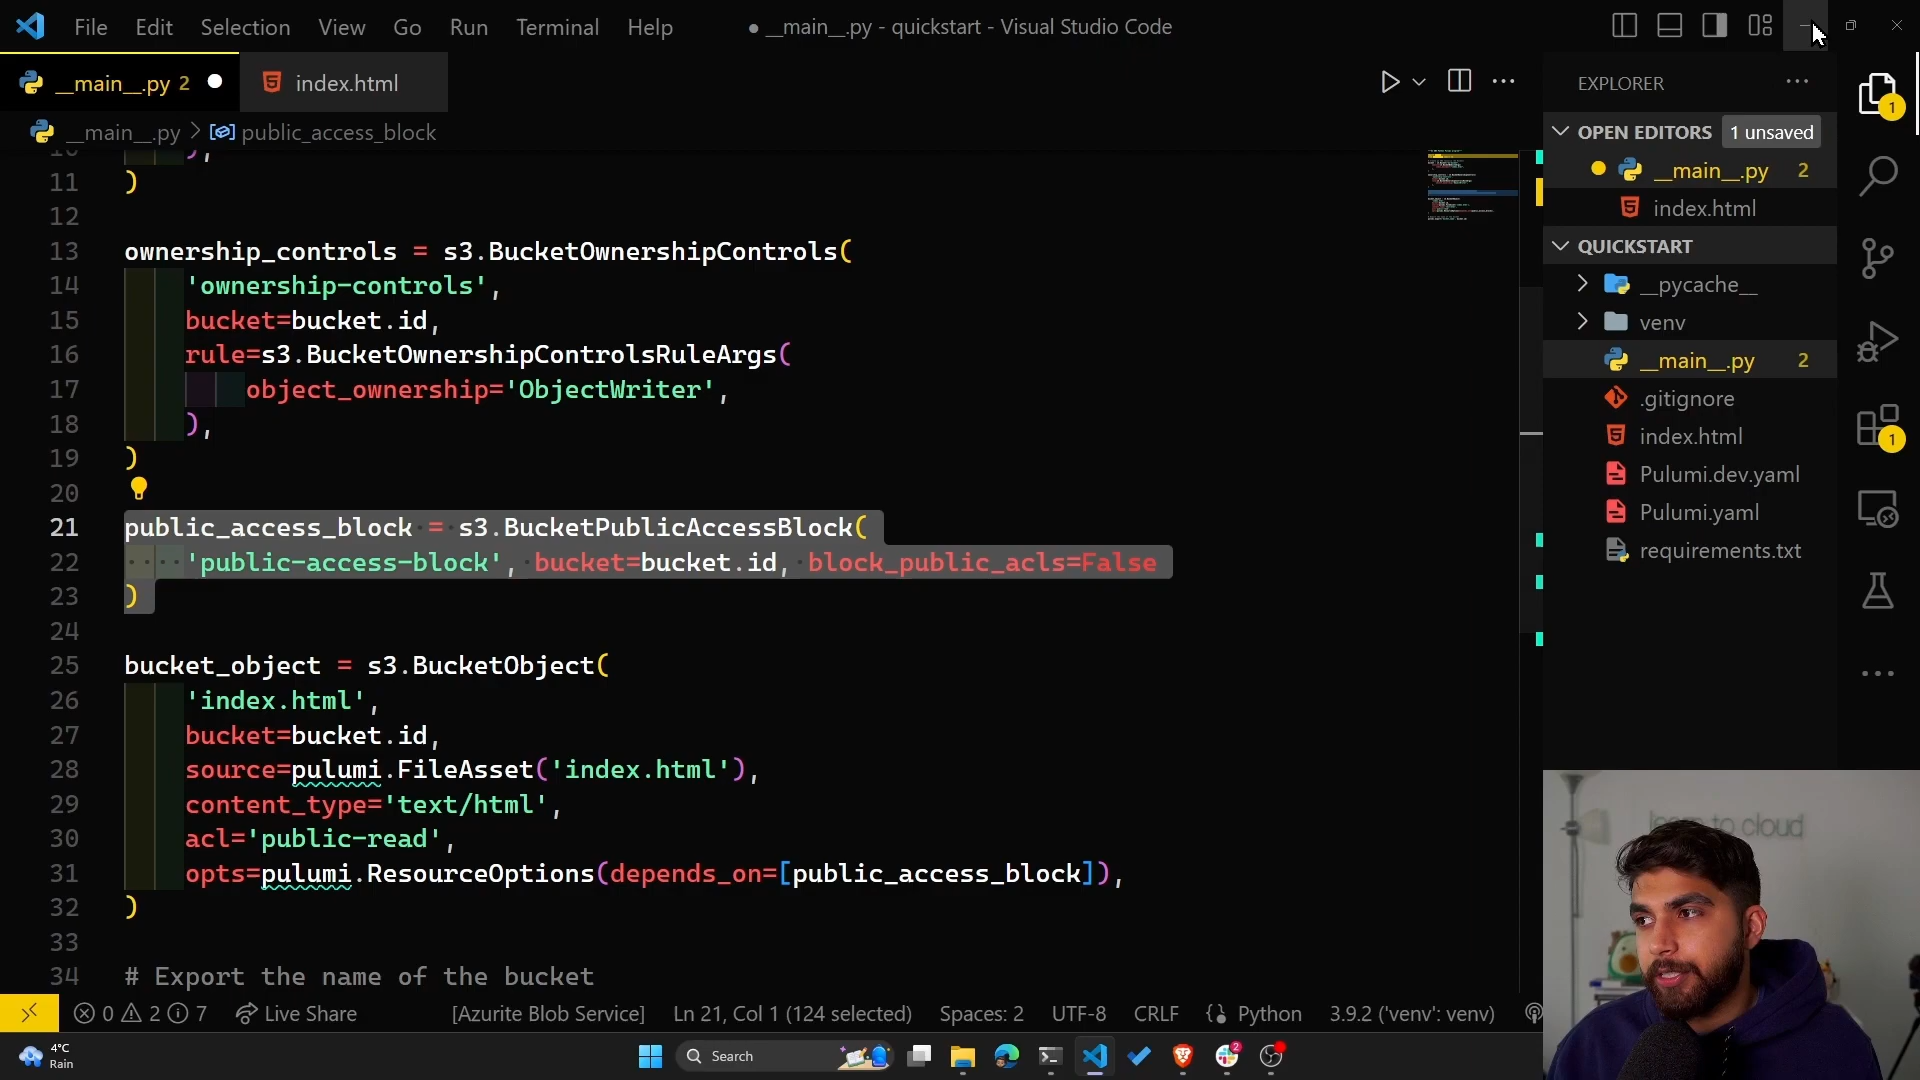 File Edit Selection View Go Run Terminal Help
● __main__.py - quickstart - Visual Studio Code
__main__.py 2 ● index.html
EXPLORER
__main__.py > public_access_block
OPEN EDITORS 1 unsaved
__main__.py 2
index.html
QUICKSTART
__pycache__
venv
__main__.py 2
.gitignore
index.html
Pulumi.dev.yaml
Pulumi.yaml
requirements.txt
1
1
10 ),
11 )
12
13 ownership_controls = s3.BucketOwnershipControls(
14 'ownership-controls',
15 bucket=bucket.id,
16 rule=s3.BucketOwnershipControlsRuleArgs(
17 object_ownership='ObjectWriter',
18 ),
19 )
20
21 public_access_block = s3.BucketPublicAccessBlock(
22 'public-access-block', bucket=bucket.id, block_public_acls=False
23 )
24
25 bucket_object = s3.BucketObject(
26 'index.html',
27 bucket=bucket.id,
28 source=pulumi.FileAsset('index.html'),
29 content_type='text/html',
30 acl='public-read',
31 opts=pulumi.ResourceOptions(depends_on=[public_access_block]),
32 )
33
34 # Export the name of the bucket
learn to cloud
0 2 7 Live Share [Azurite Blob Service] Ln 21, Col 1 (124 selected) Spaces: 2 UTF-8 CRLF Python 3.9.2 ('venv': venv)
4°C
Rain
Search
2